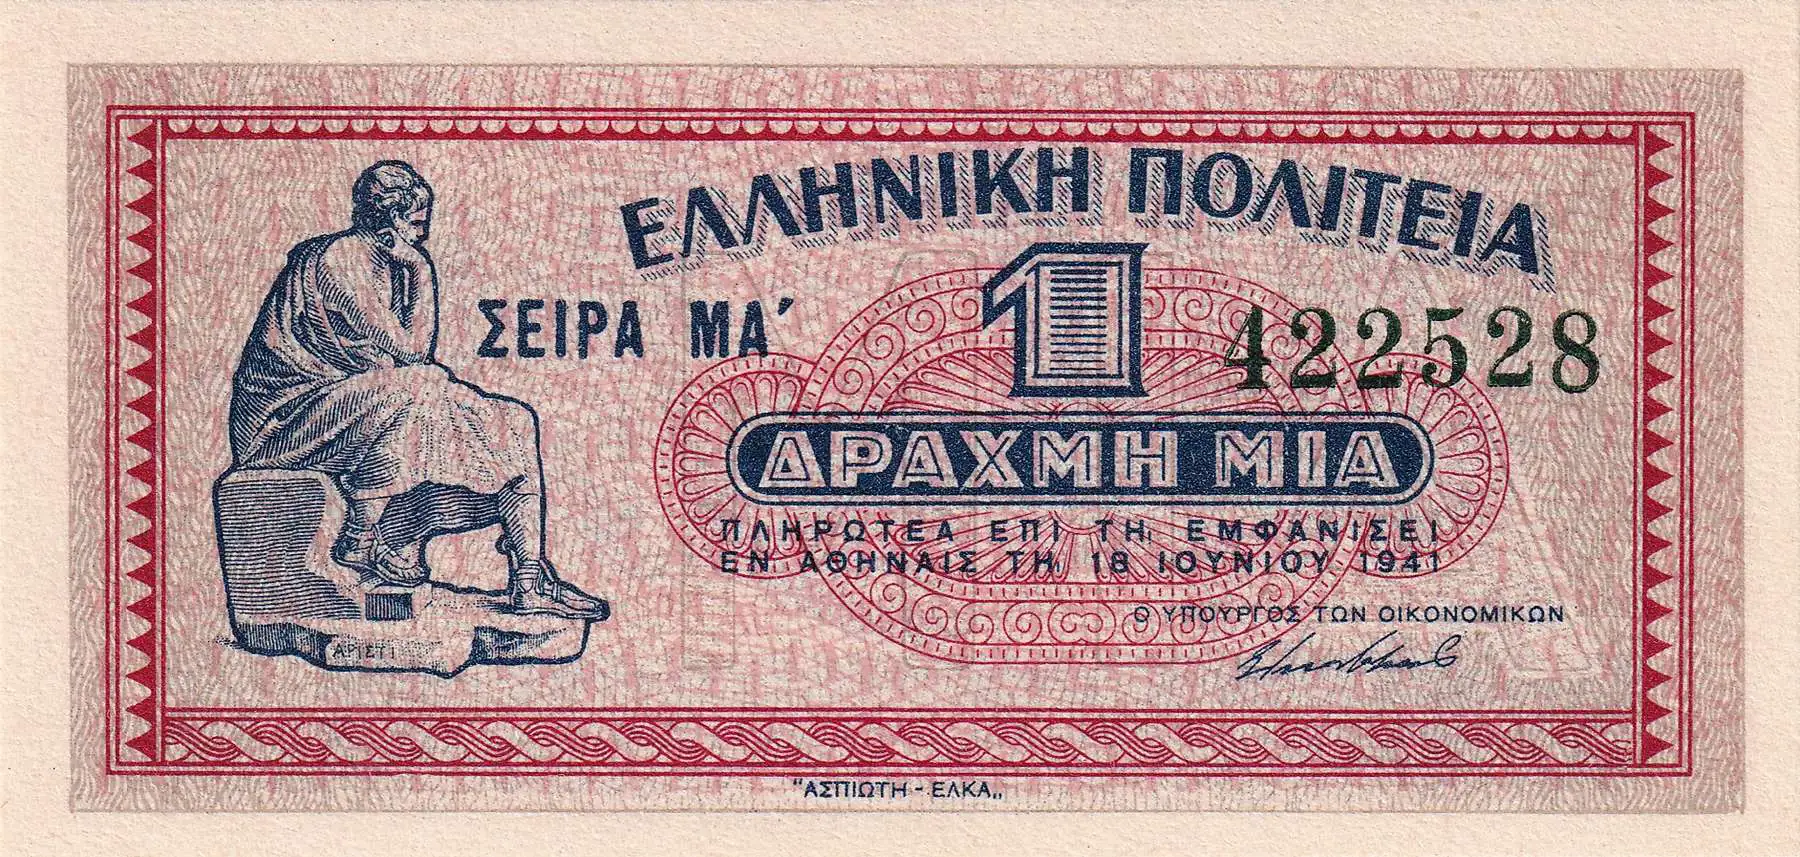 ΕΛΛΗΝΙΚΗ ΠΟΛΙΤΕΙΑ
ΣΕΙΡΑ ΜΑ΄
1
422528
ΔΡΑΧΜΗ ΜΙΑ
ΠΛΗΡΩΤΕΑ ΕΠΙ ΤΗ, ΕΜΦΑΝΙΣΕΙ
ΕΝ ΑΘΗΝΑΙΣ ΤΗ, 18 ΙΟΥΝΙΟΥ 1941
Ο ΥΠΟΥΡΓΟΣ ΤΩΝ ΟΙΚΟΝΟΜΙΚΩΝ
ΑΡΙΣΤΙ
"ΑΣΠΙΩΤΗ - ΕΛΚΑ„